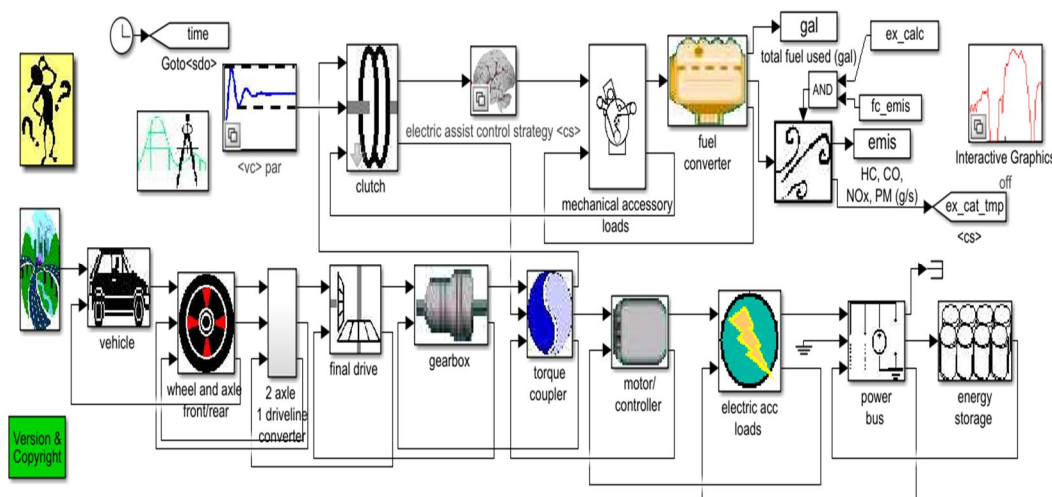 time
Goto<sdo>
gal
total fuel used (gal)
ex_calc
AND
fc_emis
<vc> par
clutch
electric assist control strategy <cs>
mechanical accessory
loads
fuel
converter
emis
HC, CO,
NOx, PM (g/s)
Interactive Graphics
off
ex_cat_tmp
<cs>
vehicle
wheel and axle
front/rear
2 axle
1 driveline
converter
final drive
gearbox
torque
coupler
motor/
controller
electric acc
loads
power
bus
energy
storage
Version &
Copyright